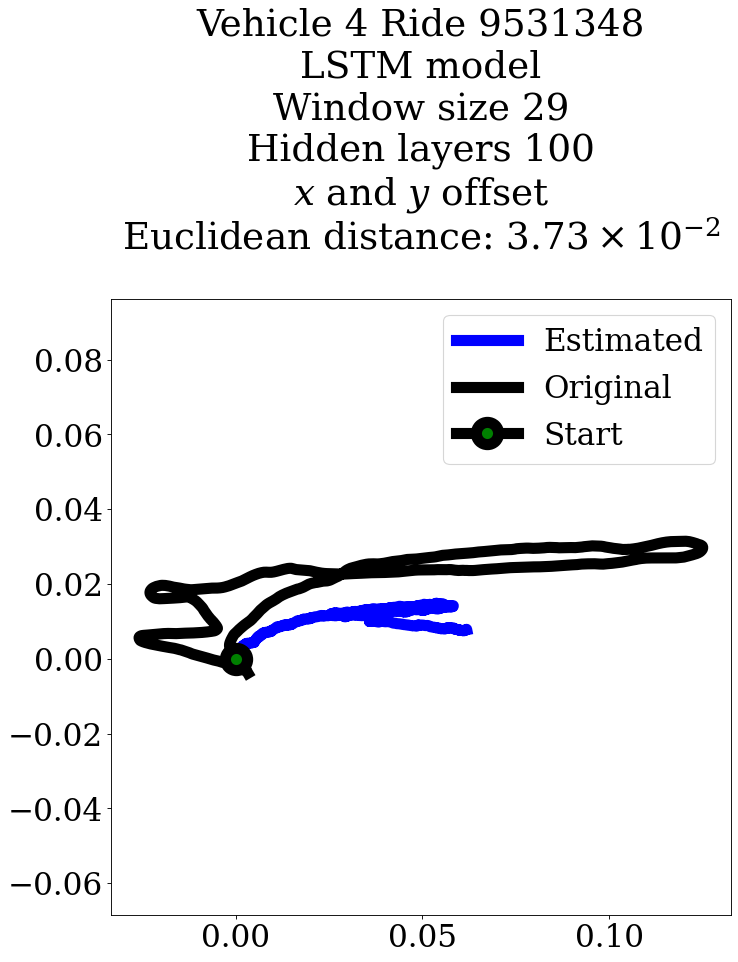 Vehicle 4 Ride 9531348
LSTM model
Window size 29
Hidden layers 100
x and y offset
Euclidean distance: 3.73 × 10⁻²
Estimated
Original
Start
0.08
0.06
0.04
0.02
0.00
−0.02
−0.04
−0.06
0.00 0.05 0.10